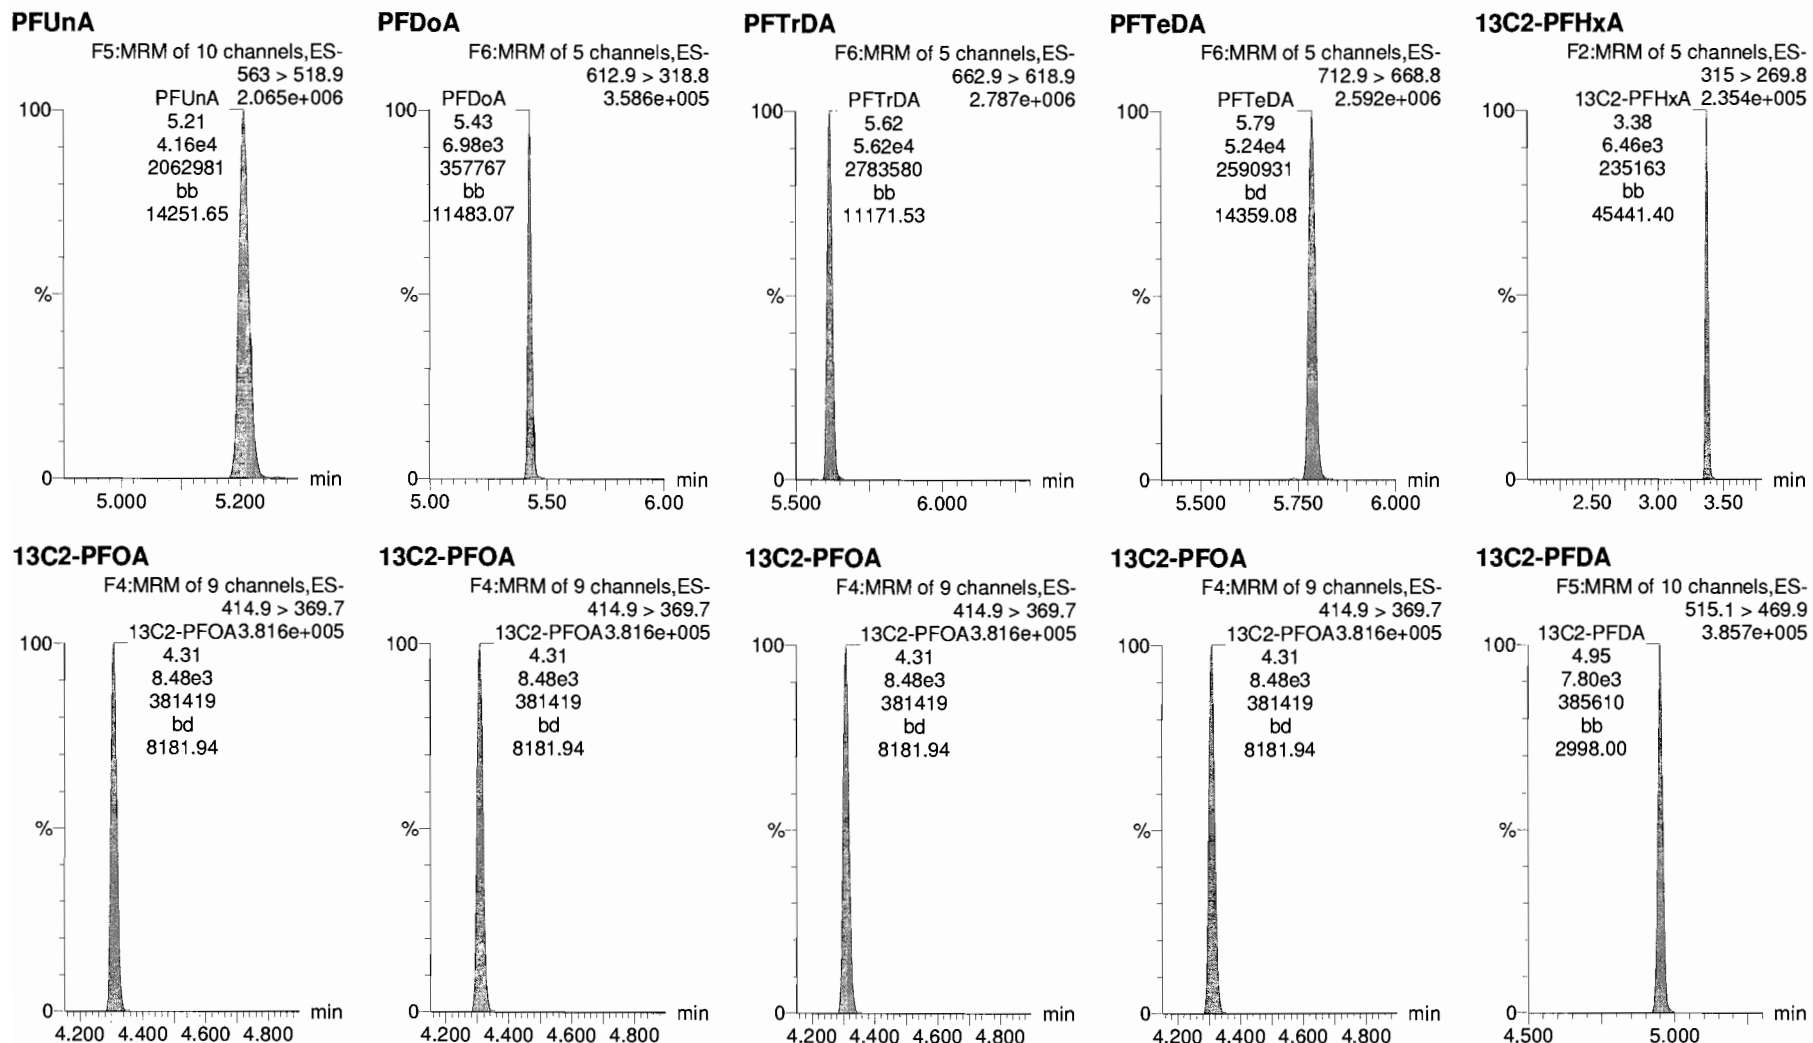 PFUnA
F5:MRM of 10 channels,ES-
563 > 518.9
PFUnA 2.065e+006
100
5.21
4.16e4
2062981
bb
14251.65
%
0
min
5.000 5.200
PFDoA
F6:MRM of 5 channels,ES-
612.9 > 318.8
PFDoA 3.586e+005
100
5.43
6.98e3
357767
bb
11483.07
%
0
min
5.00 5.50 6.00
PFTrDA
F6:MRM of 5 channels,ES-
662.9 > 618.9
PFTrDA 2.787e+006
100
5.62
5.62e4
2783580
bb
11171.53
%
0
min
5.500 6.000
PFTeDA
F6:MRM of 5 channels,ES-
712.9 > 668.8
PFTeDA 2.592e+006
100
5.79
5.24e4
2590931
bd
14359.08
%
0
min
5.500 5.750 6.000
13C2-PFHxA
F2:MRM of 5 channels,ES-
315 > 269.8
13C2-PFHxA 2.354e+005
100
3.38
6.46e3
235163
bb
45441.40
%
0
min
2.50 3.00 3.50
13C2-PFOA
F4:MRM of 9 channels,ES-
414.9 > 369.7
13C2-PFOA3.816e+005
100
4.31
8.48e3
381419
bd
8181.94
%
0
min
4.200 4.400 4.600 4.800
13C2-PFOA
F4:MRM of 9 channels,ES-
414.9 > 369.7
13C2-PFOA3.816e+005
100
4.31
8.48e3
381419
bd
8181.94
%
0
min
4.200 4.400 4.600 4.800
13C2-PFOA
F4:MRM of 9 channels,ES-
414.9 > 369.7
13C2-PFOA3.816e+005
100
4.31
8.48e3
381419
bd
8181.94
%
0
min
4.200 4.400 4.600 4.800
13C2-PFOA
F4:MRM of 9 channels,ES-
414.9 > 369.7
13C2-PFOA3.816e+005
100
4.31
8.48e3
381419
bd
8181.94
%
0
min
4.200 4.400 4.600 4.800
13C2-PFDA
F5:MRM of 10 channels,ES-
515.1 > 469.9
13C2-PFDA 3.857e+005
100
4.95
7.80e3
385610
bb
2998.00
%
0
min
4.500 5.000